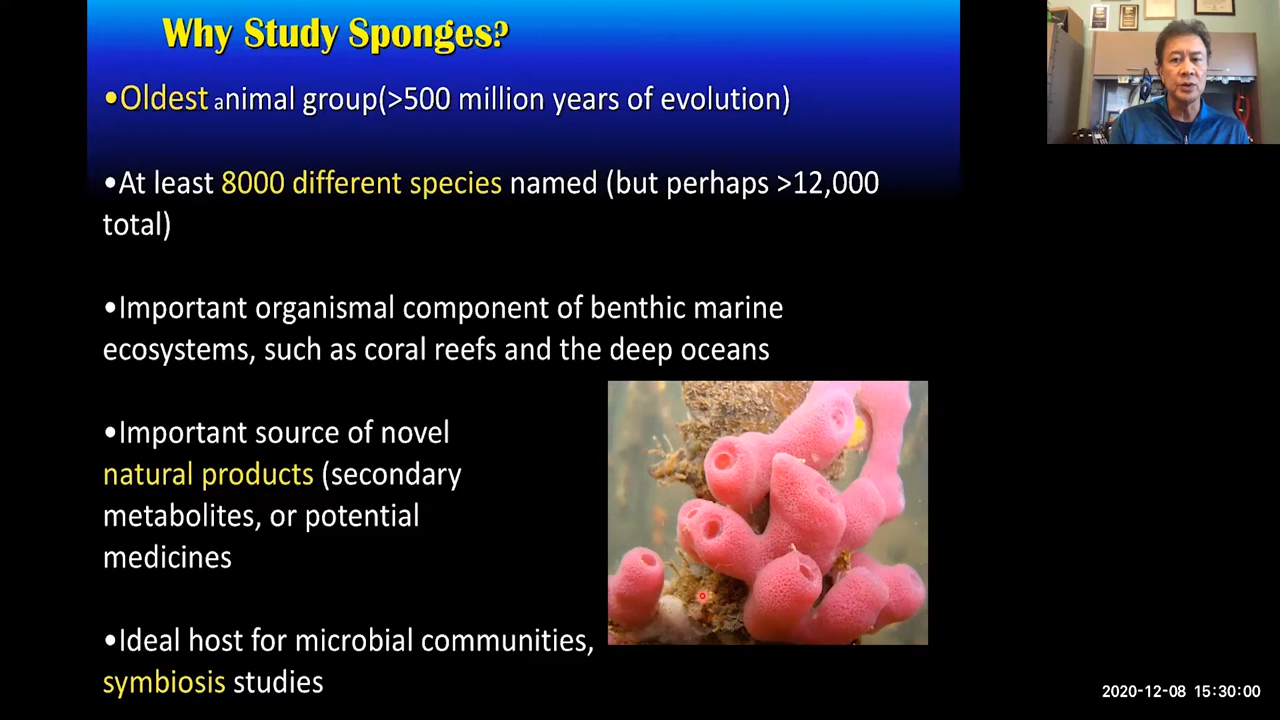 Why Study Sponges?
•Oldest animal group(>500 million years of evolution)
•At least 8000 different species named (but perhaps >12,000
total)
•Important organismal component of benthic marine
ecosystems, such as coral reefs and the deep oceans
•Important source of novel
natural products (secondary
metabolites, or potential
medicines
•Ideal host for microbial communities,
symbiosis studies
2020-12-08 15:30:00